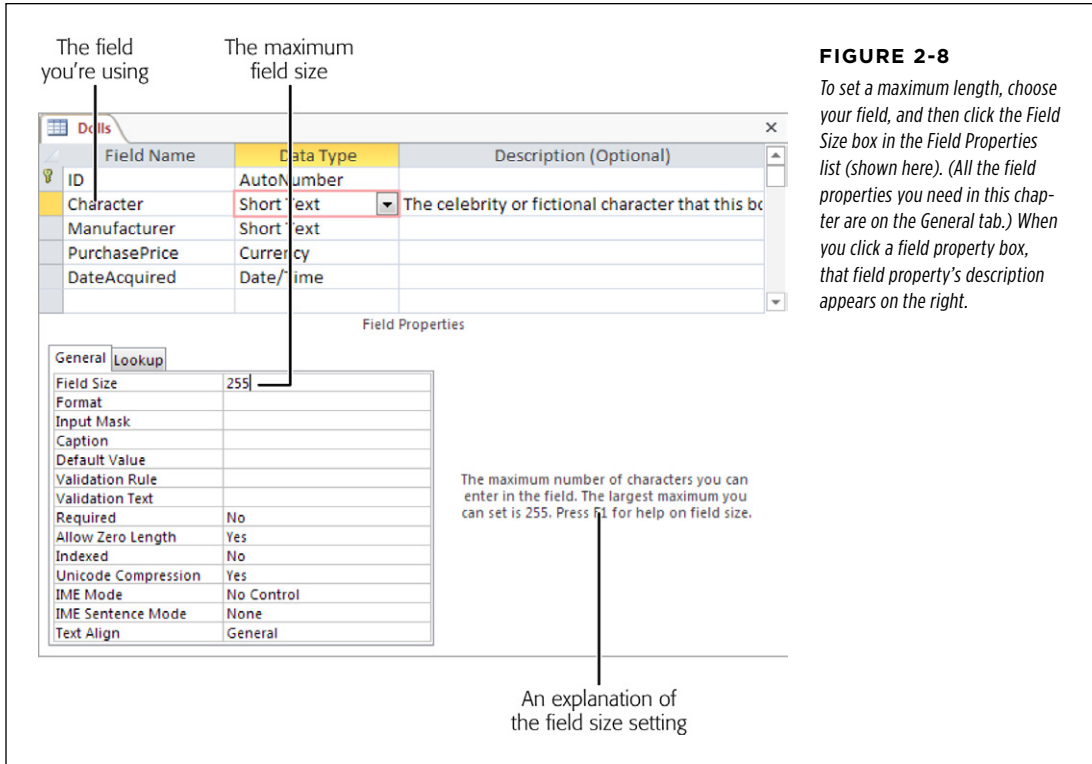 The field
you're using
The maximum
field size
Dolls
Field Name Data Type Description (Optional)
ID AutoNumber
Character Short Text The celebrity or fictional character that this bo
Manufacturer Short Text
PurchasePrice Currency
DateAcquired Date/Time
Field Properties
General Lookup
Field Size 255
Format
Input Mask
Caption
Default Value
Validation Rule
Validation Text
Required No
Allow Zero Length Yes
Indexed No
Unicode Compression Yes
IME Mode No Control
IME Sentence Mode None
Text Align General
The maximum number of characters you can
enter in the field. The largest maximum you
can set is 255. Press F1 for help on field size.
An explanation of
the field size setting
FIGURE 2-8
To set a maximum length, choose
your field, and then click the Field
Size box in the Field Properties
list (shown here). (All the field
properties you need in this chap-
ter are on the General tab.) When
you click a field property box,
that field property's description
appears on the right.